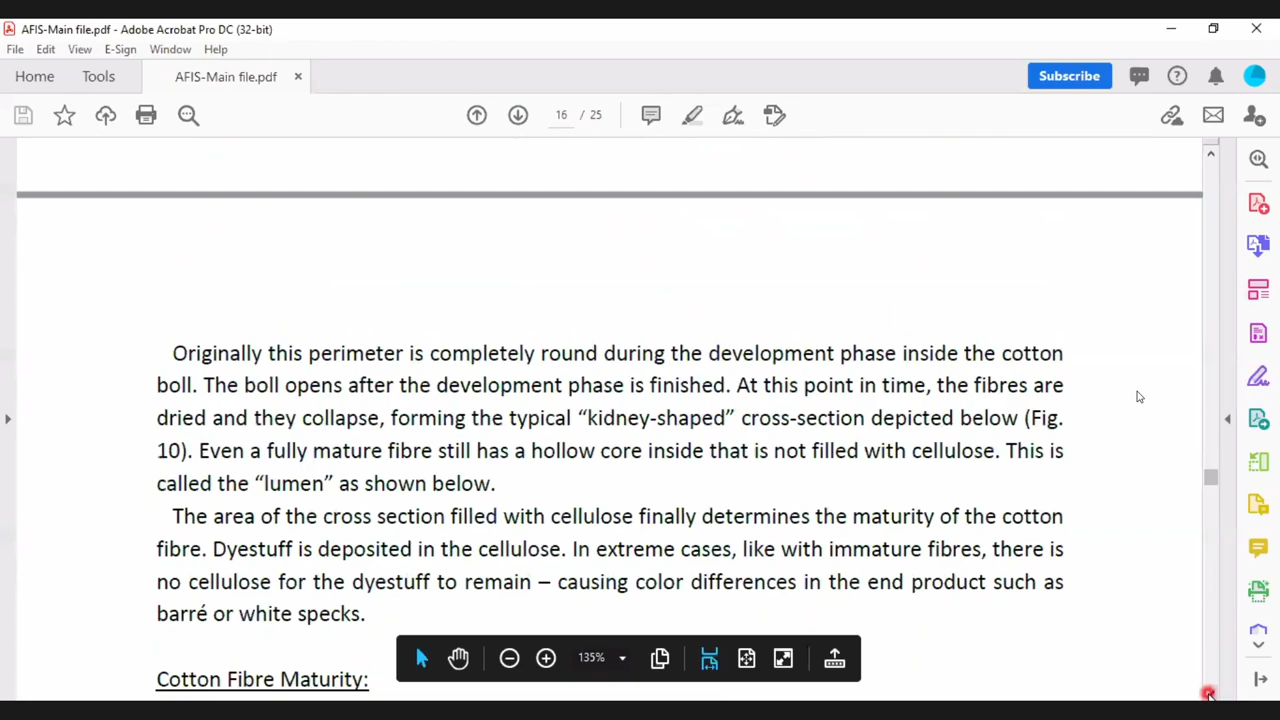 AFIS-Main file.pdf - Adobe Acrobat Pro DC (32-bit)
File Edit View E-Sign Window Help
Home Tools AFIS-Main file.pdf × Subscribe
16 / 25
Originally this perimeter is completely round during the development phase inside the cotton
boll. The boll opens after the development phase is finished. At this point in time, the fibres are
dried and they collapse, forming the typical “kidney-shaped” cross-section depicted below (Fig.
10). Even a fully mature fibre still has a hollow core inside that is not filled with cellulose. This is
called the “lumen” as shown below.
The area of the cross section filled with cellulose finally determines the maturity of the cotton
fibre. Dyestuff is deposited in the cellulose. In extreme cases, like with immature fibres, there is
no cellulose for the dyestuff to remain – causing color differences in the end product such as
barré or white specks.
135%
Cotton Fibre Maturity: